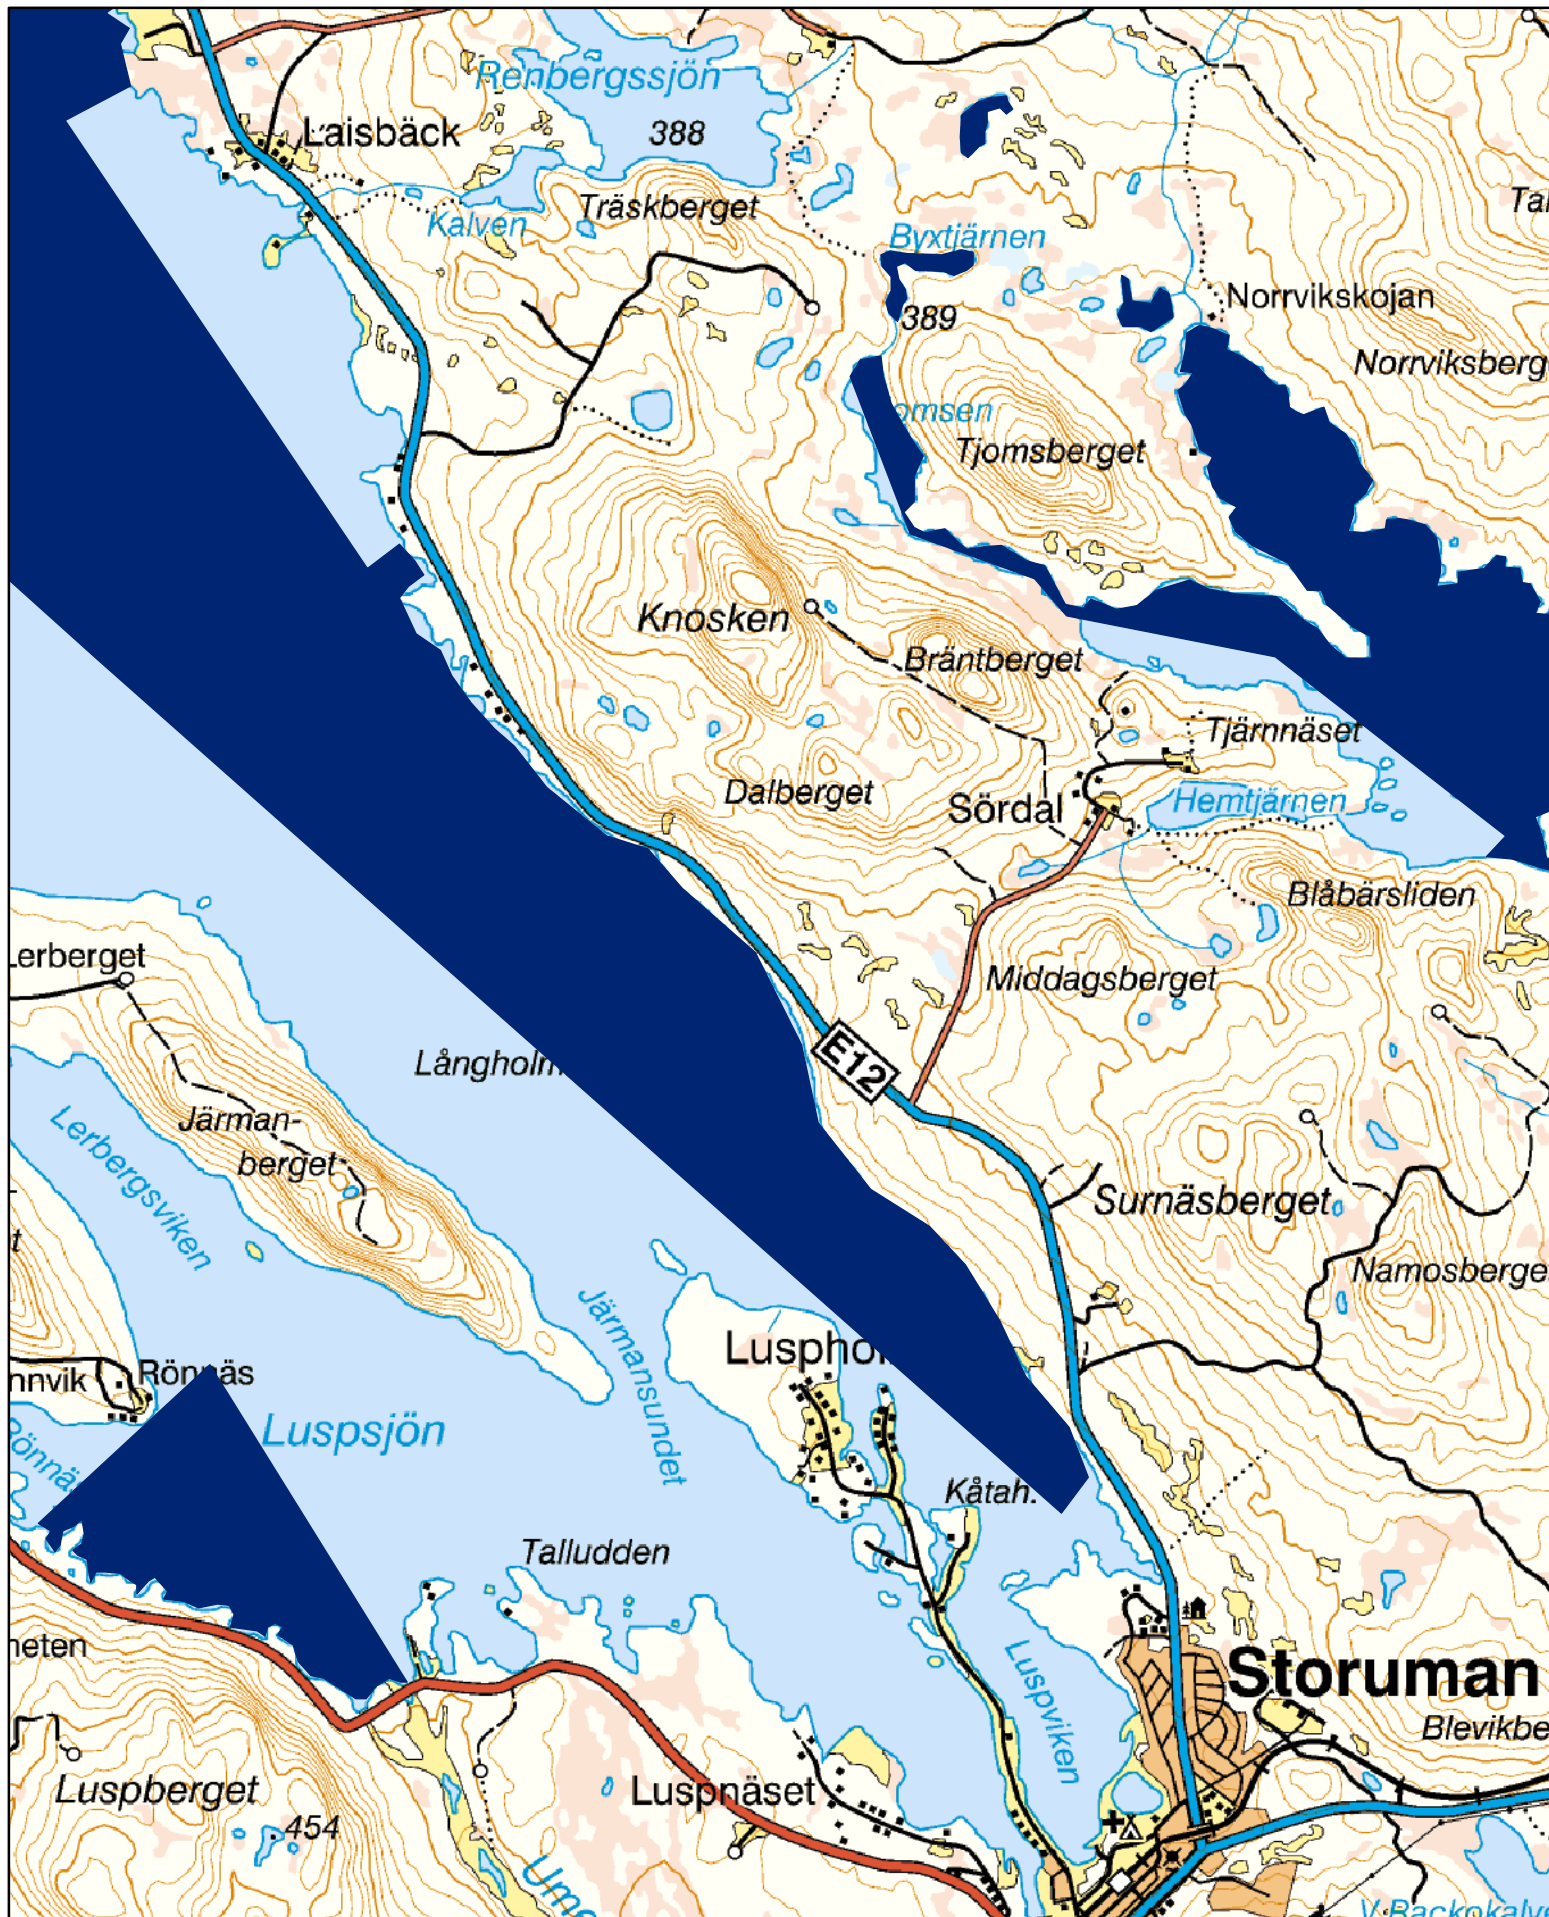 Renbergssjön
388
Laisbäck
Träskberget
Kalven
Byxtjärnen
389
Norrvikskojan
Norrviksberg
omsen
Tjomsberget
Knosken
Bräntberget
Tjärnnäset
Dalberget
Sördal
Hemtjärnen
Blåbärsliden
Lerberget
Middagsberget
E12
Långholm
Järman-
berget
Lerbergsviken
Surnäsberget
Namosberge
Järmansundet
Lusphol
nnvik
Rönnäs
Luspsjön
Rönnäs
Kåtah.
Talludden
neten
Luspviken
Storuman
Blevikbe
Luspberget
Luspnäset
454
Ume